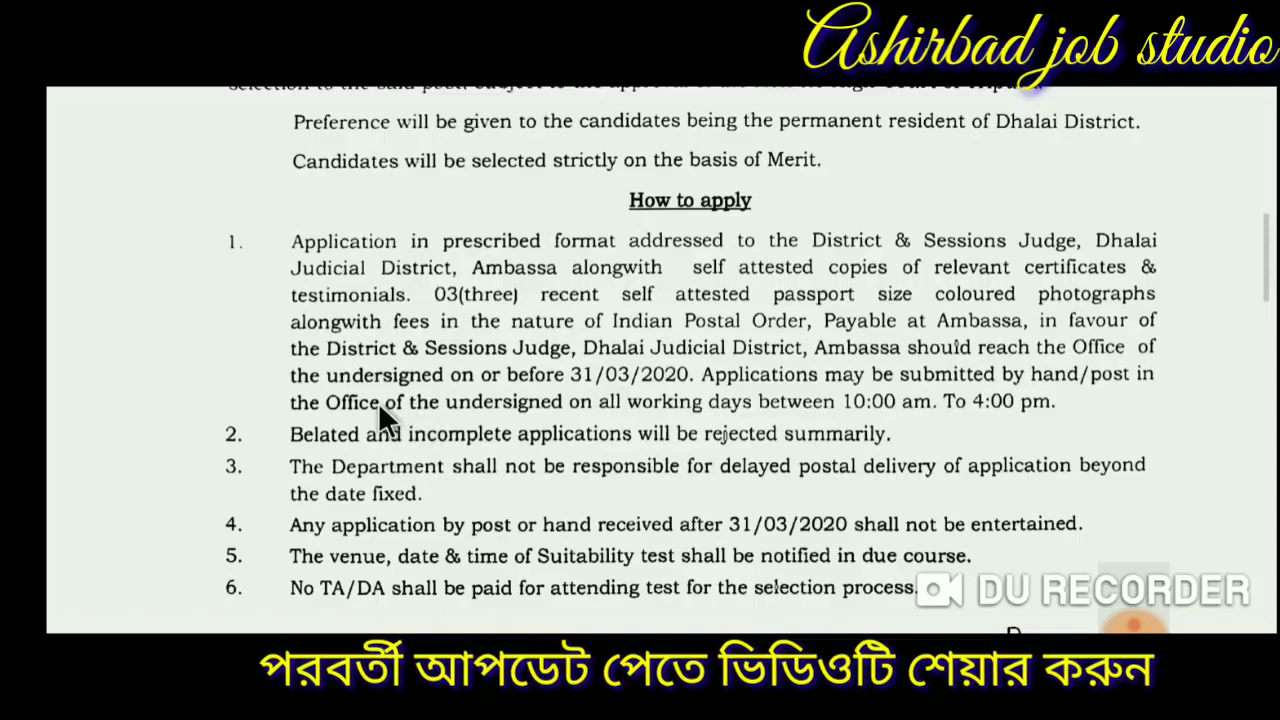 Ashirbad job studio
Preference will be given to the candidates being the permanent resident of Dhalai District.
Candidates will be selected strictly on the basis of Merit.
How to apply
1. Application in prescribed format addressed to the District & Sessions Judge, Dhalai
Judicial District, Ambassa alongwith self attested copies of relevant certificates &
testimonials. 03(three) recent self attested passport size coloured photographs
alongwith fees in the nature of Indian Postal Order, Payable at Ambassa, in favour of
the District & Sessions Judge, Dhalai Judicial District, Ambassa should reach the Office of
the undersigned on or before 31/03/2020. Applications may be submitted by hand/post in
the Office of the undersigned on all working days between 10:00 am. To 4:00 pm.
2. Belated and incomplete applications will be rejected summarily.
3. The Department shall not be responsible for delayed postal delivery of application beyond
the date fixed.
4. Any application by post or hand received after 31/03/2020 shall not be entertained.
5. The venue, date & time of Suitability test shall be notified in due course.
6. No TA/DA shall be paid for attending test for the selection process.
DU RECORDER
পরবর্তী আপডেট পেতে ভিডিওটি শেয়ার করুন